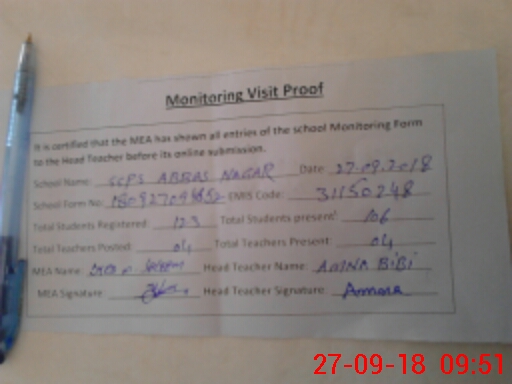 Monitoring Visit Proof
It is certified that the MEA has shown all entries of the school Monitoring Form
to the Head Teacher before its online submission.
School Name: GGPS ABBAS NAGAR Date: 27.09.2018
School Form No: EMIS Code: 31150248
Total Students Registered: 123 Total Students present: 106
Total Teachers Posted: 04 Total Teachers Present: 04
MEA Name: Head Teacher Name: AMINA BIBI
MEA Signature: Head Teacher Signature:
27-09-18 09:51